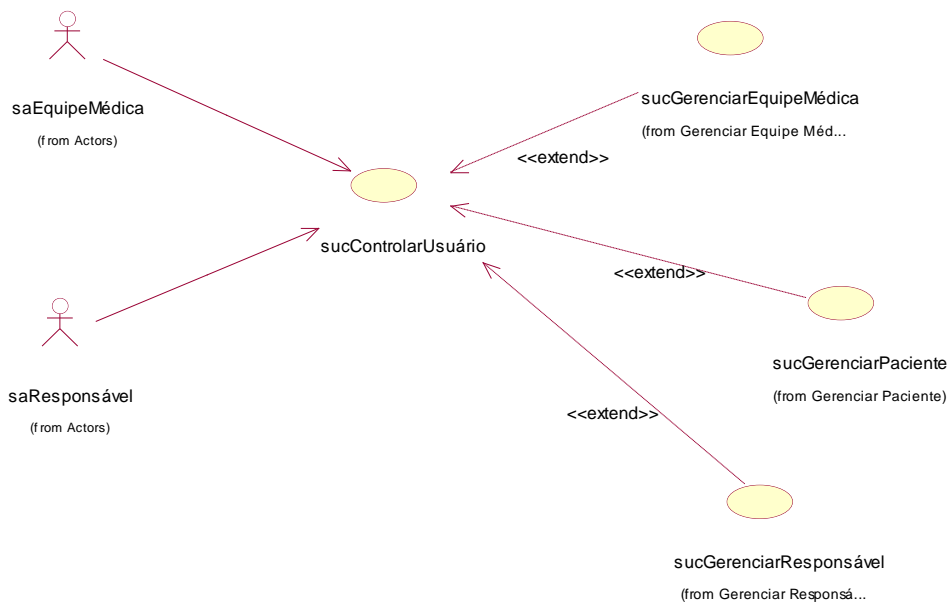 saEquipeMédica
(from Actors)
sucGerenciarEquipeMédica
(from Gerenciar Equipe Méd...
<<extend>>
sucControlarUsuário
<<extend>>
sucGerenciarPaciente
(from Gerenciar Paciente)
saResponsável
(from Actors)
<<extend>>
sucGerenciarResponsável
(from Gerenciar Responsá...